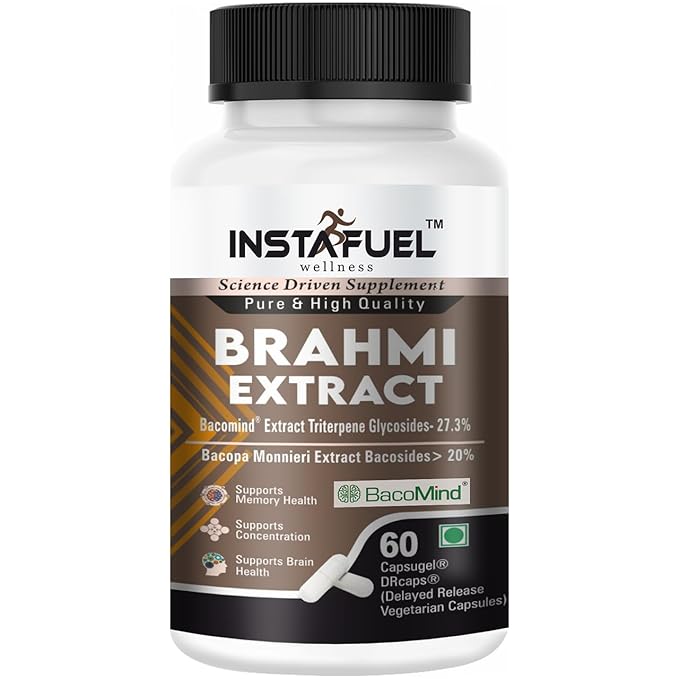 INSTAFUEL™
wellness
Science Driven Supplement
Pure & High Quality
BRAHMI
EXTRACT
Bacomind® Extract Triterpene Glycosides- 27.3%
Bacopa Monnieri Extract Bacosides> 20%
Supports
Memory Health
BacoMind®
Supports
Concentration
Supports Brain
Health
60
Capsugel®
DRcaps®
(Delayed Release
Vegetarian Capsules)